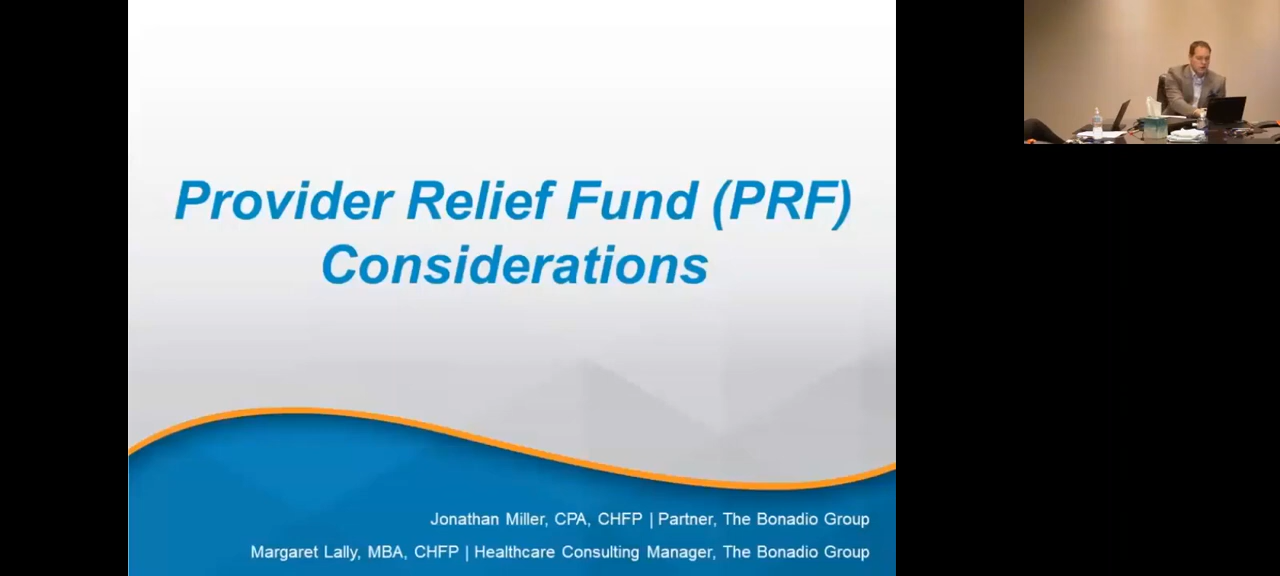 Provider Relief Fund (PRF)
Considerations
Jonathan Miller, CPA, CHFP | Partner, The Bonadio Group
Margaret Lally, MBA, CHFP | Healthcare Consulting Manager, The Bonadio Group